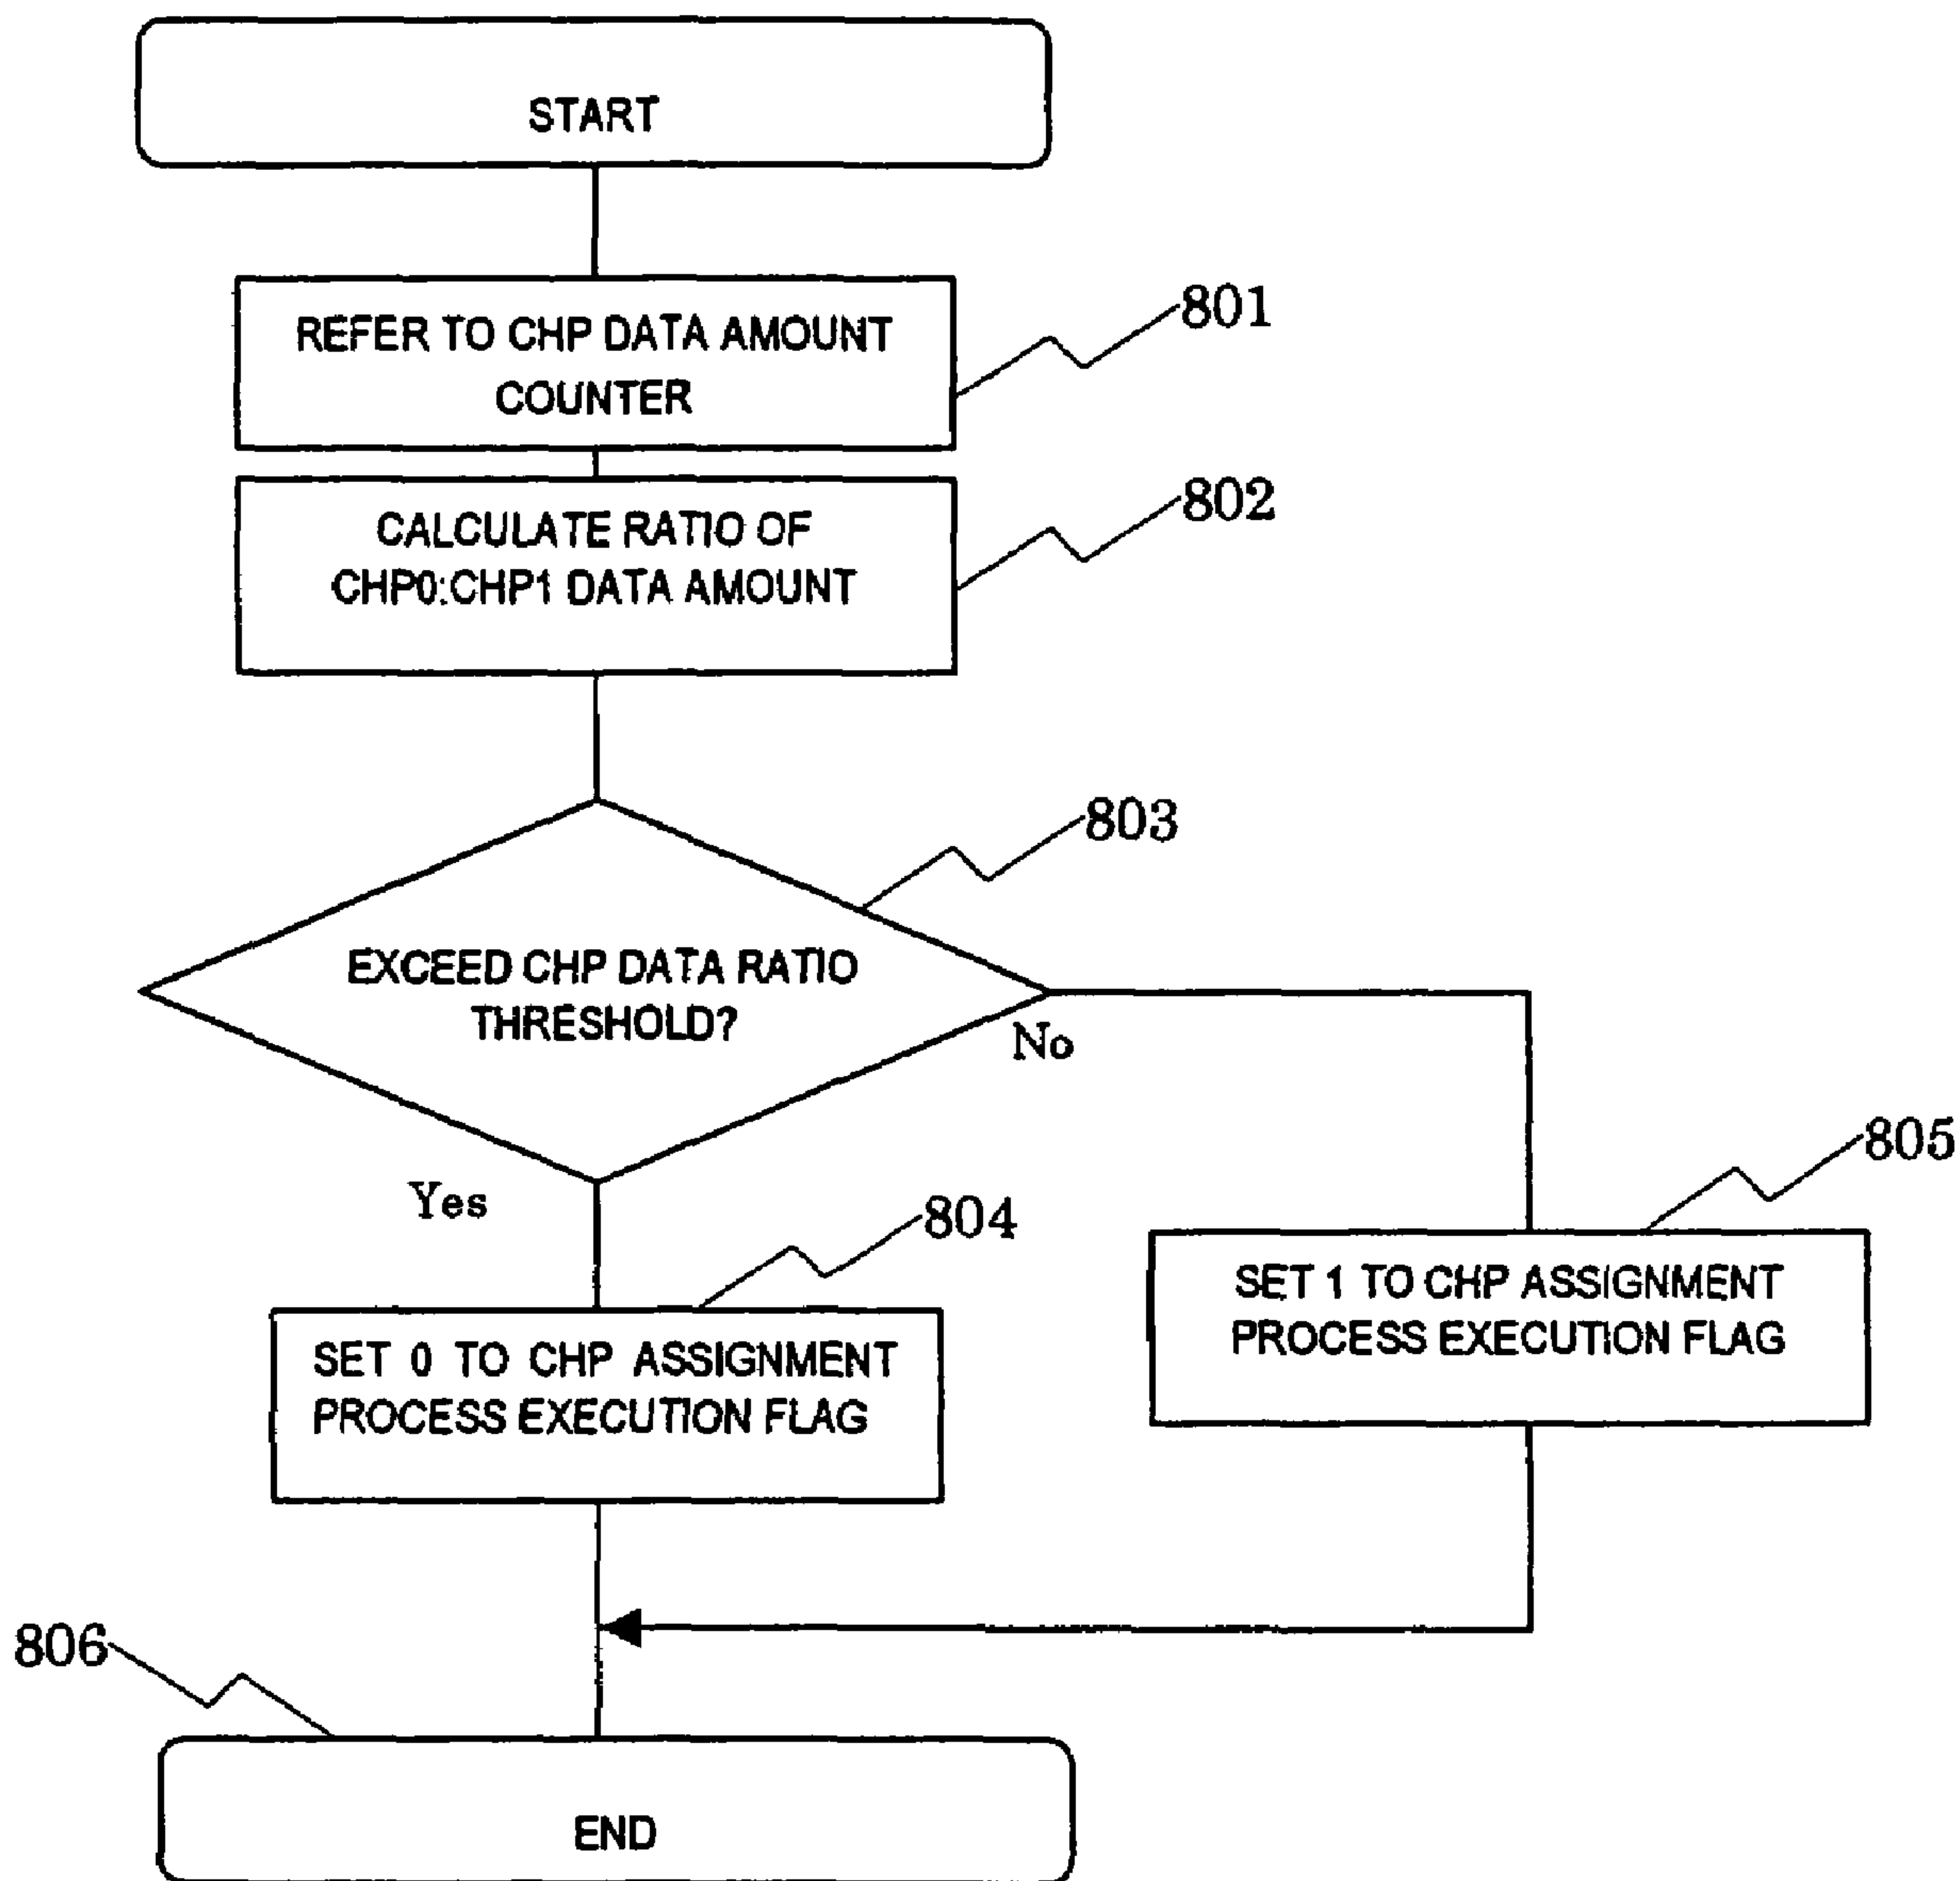 START
REFER TO CHP DATA AMOUNT
COUNTER
801
CALCULATE RATIO OF
CHP0:CHP1 DATA AMOUNT
802
803
EXCEED CHP DATA RATIO
THRESHOLD?
No
Yes
804
SET 0 TO CHP ASSIGNMENT
PROCESS EXECUTION FLAG
805
SET 1 TO CHP ASSIGNMENT
PROCESS EXECUTION FLAG
806
END